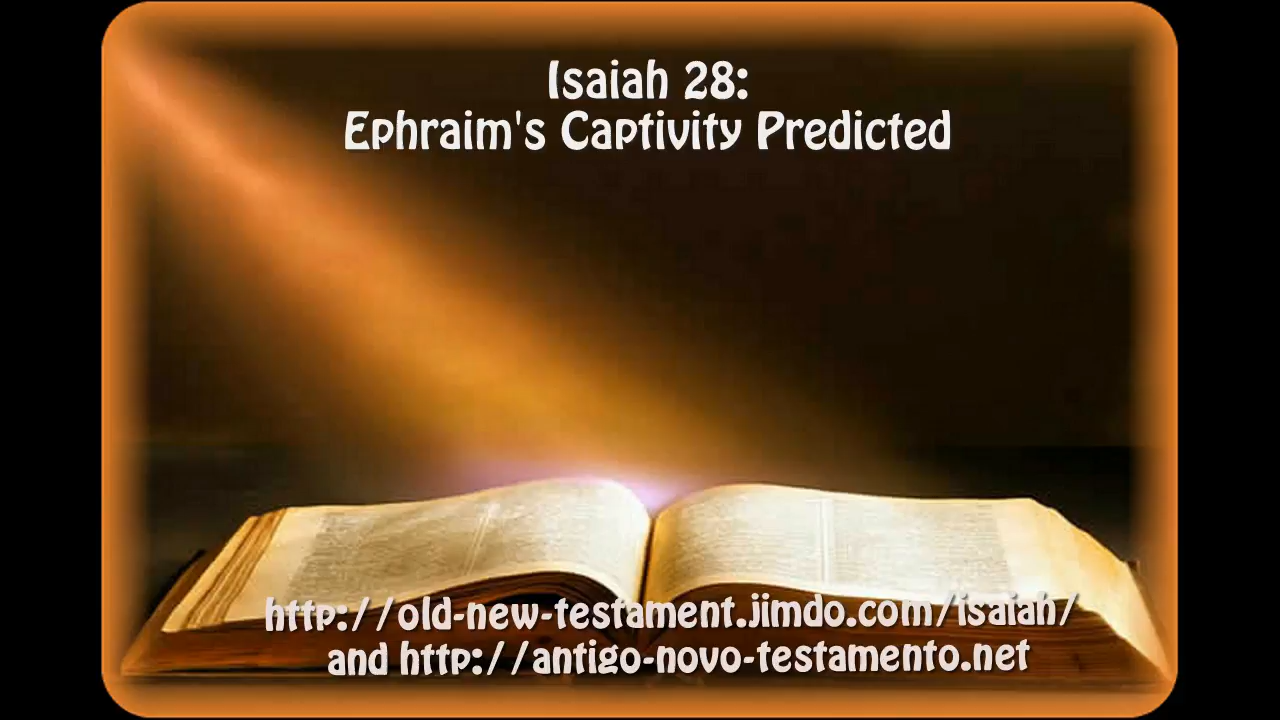 Isaiah 28:
Ephraim's Captivity Predicted
http://old-new-testament.jimdo.com/isaiah/
and http://antigo-novo-testamento.net